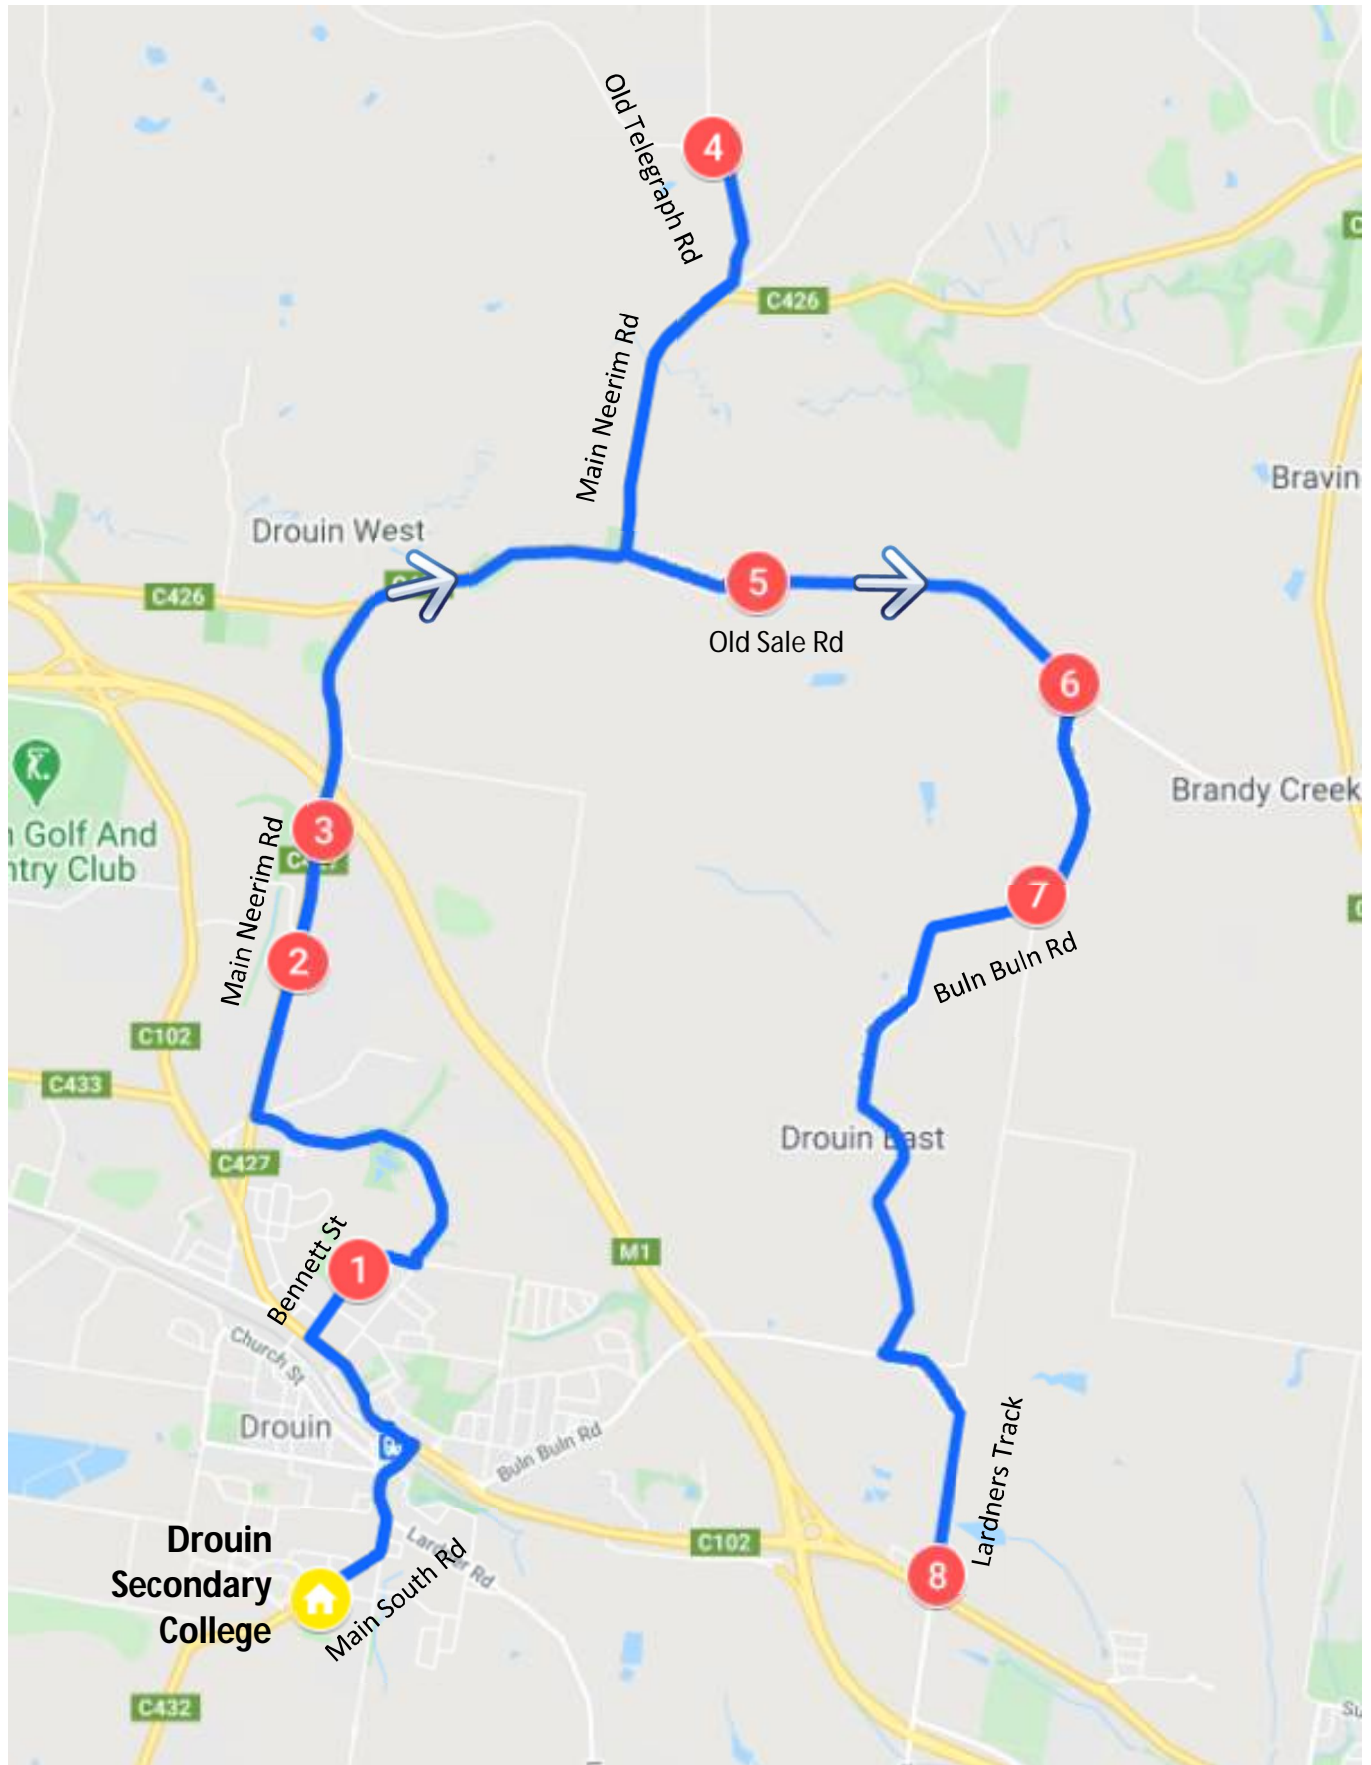 Old Telegraph Rd
4
C426
Main Neerim Rd
Bravin
Drouin West
C426
5
Old Sale Rd
6
Brandy Creek
n Golf And
ntry Club
3
Main Neerim Rd
2
7
Buln Buln Rd
C102
C433
C427
Drouin East
M1
Bennett St
1
Church St
Drouin
Buln Buln Rd
Lardners Track
C102
8
Drouin
Secondary
College
Lardner Rd
Main South Rd
C432
Su